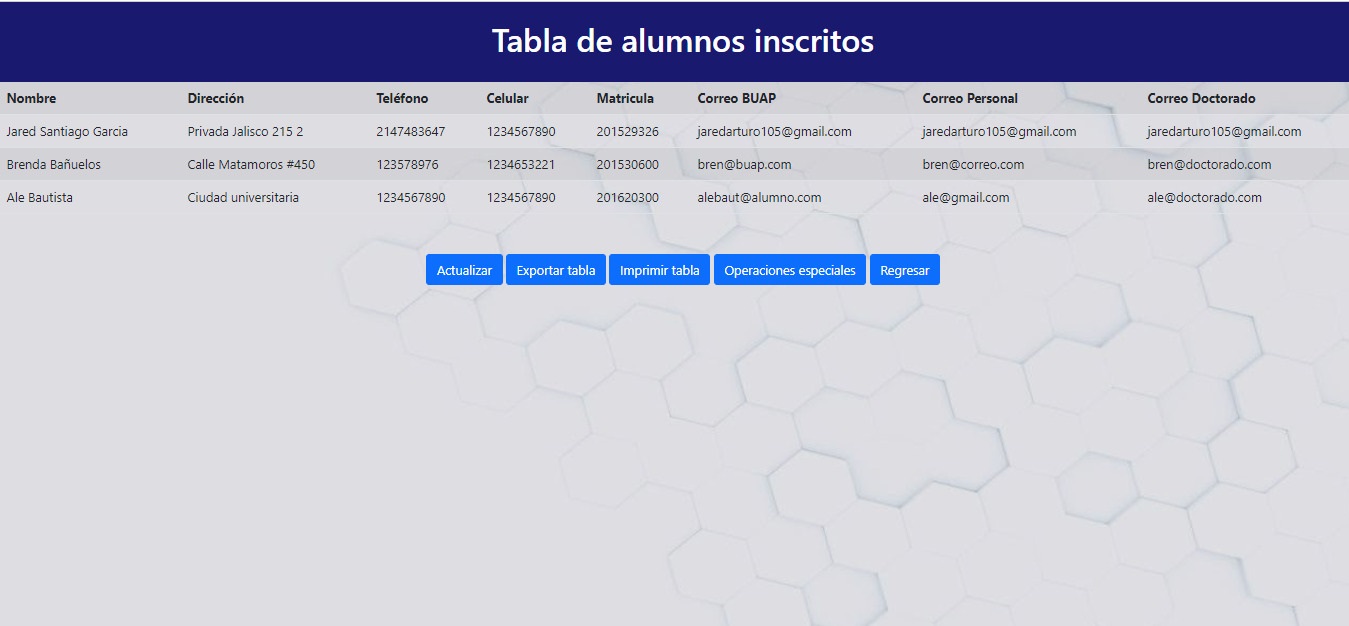 Tabla de alumnos inscritos
Nombre Dirección Teléfono Celular Matricula Correo BUAP Correo Personal Correo Doctorado
Jared Santiago Garcia Privada Jalisco 215 2 2147483647 1234567890 201529326 jaredarturo105@gmail.com jaredarturo105@gmail.com jaredarturo105@gmail.com
Brenda Bañuelos Calle Matamoros #450 123578976 1234653221 201530600 bren@buap.com bren@correo.com bren@doctorado.com
Ale Bautista Ciudad universitaria 1234567890 1234567890 201620300 alebaut@alumno.com ale@gmail.com ale@doctorado.com
Actualizar Exportar tabla Imprimir tabla Operaciones especiales Regresar